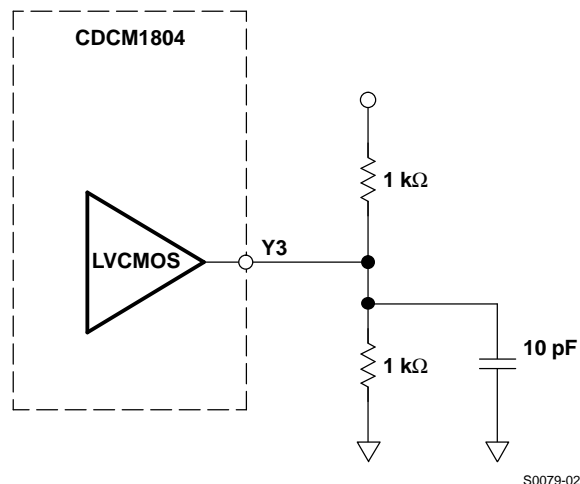 CDCM1804
1 kΩ
LVCMOS
Y3
1 kΩ
10 pF
S0079-02